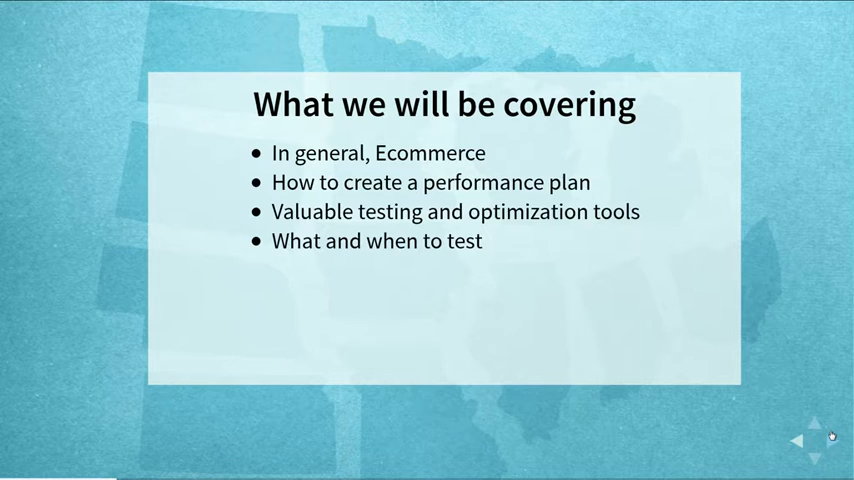 What we will be covering
In general, Ecommerce
How to create a performance plan
Valuable testing and optimization tools
What and when to test